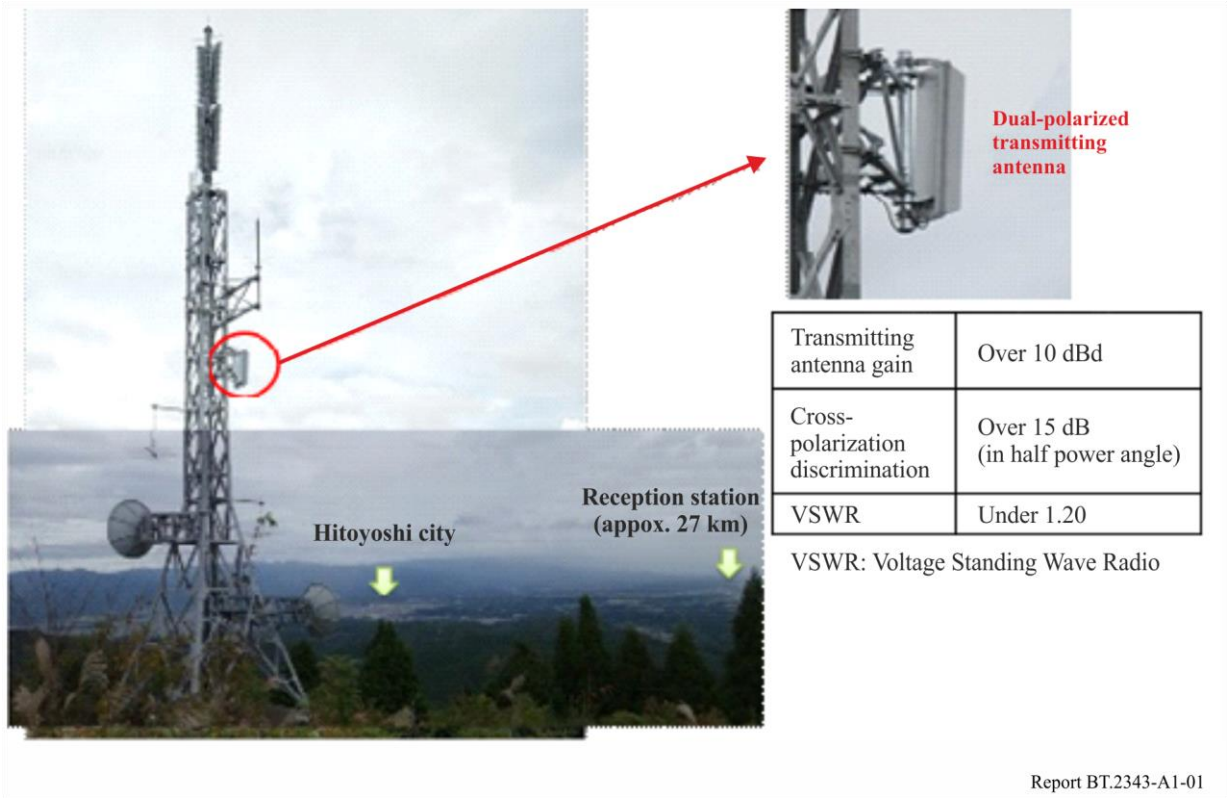 Dual-polarized
transmitting
antenna
Transmitting
antenna gain
Over 10 dBd
Cross-
polarization
discrimination
Over 15 dB
(in half power angle)
VSWR
Under 1.20
VSWR: Voltage Standing Wave Radio
Hitoyoshi city
Reception station
(appox. 27 km)
Report BT.2343-A1-01